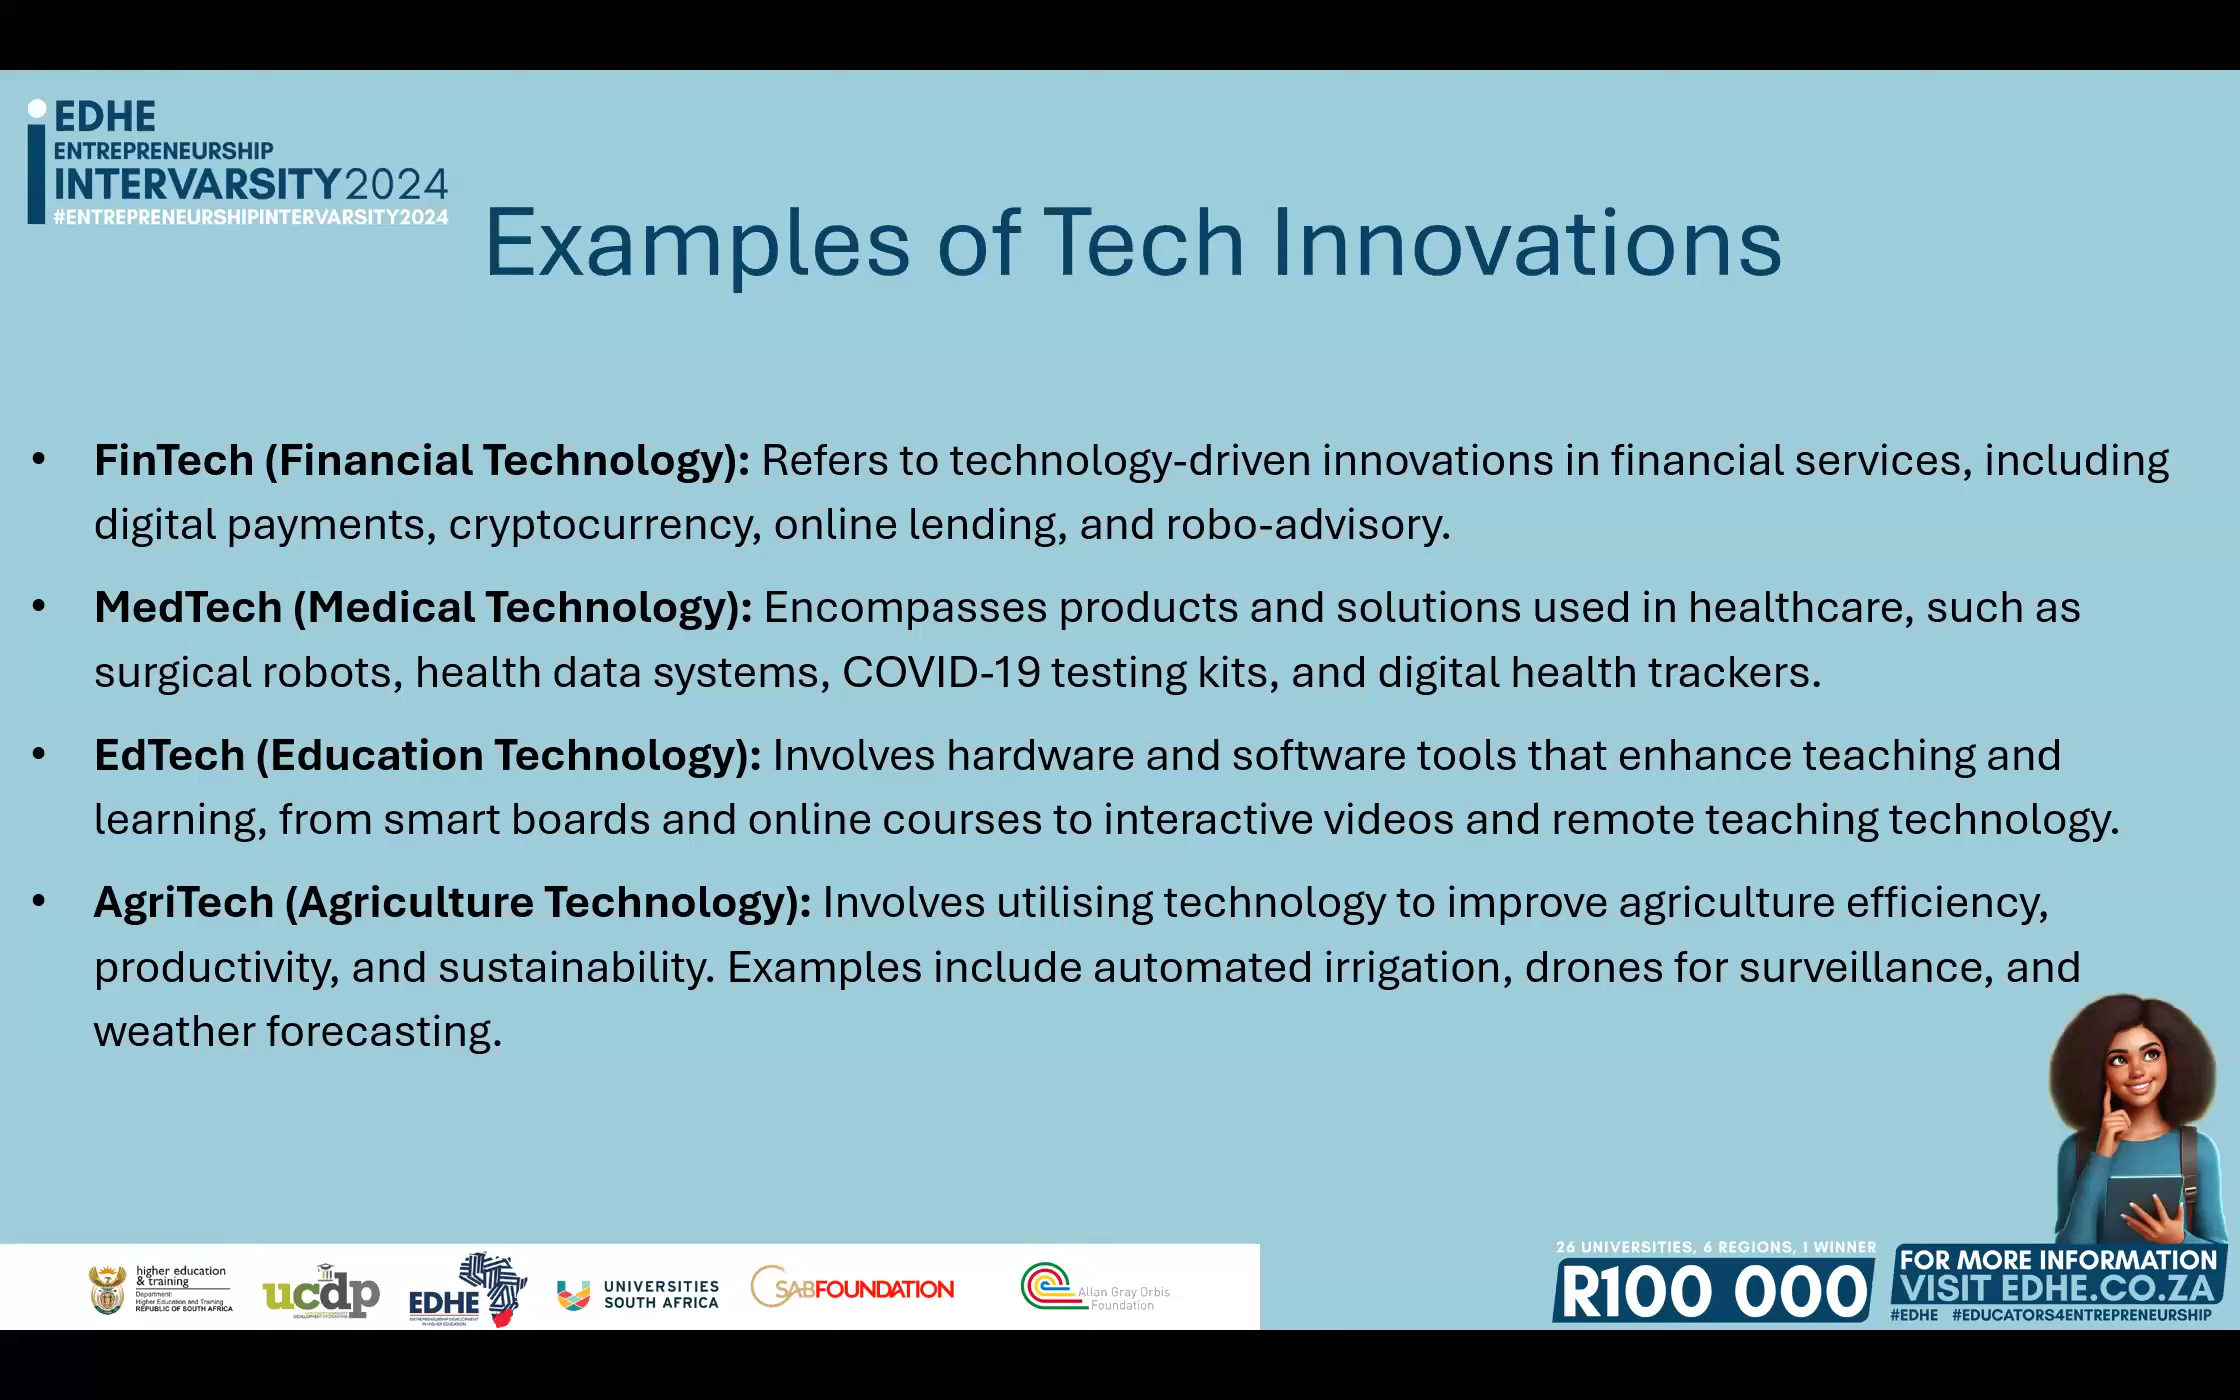 EDHE
ENTREPRENEURSHIP
INTERVARSITY2024
#ENTREPRENEURSHIPINTERVARSITY2024
Examples of Tech Innovations
• FinTech (Financial Technology): Refers to technology-driven innovations in financial services, including
digital payments, cryptocurrency, online lending, and robo-advisory.
• MedTech (Medical Technology): Encompasses products and solutions used in healthcare, such as
surgical robots, health data systems, COVID-19 testing kits, and digital health trackers.
• EdTech (Education Technology): Involves hardware and software tools that enhance teaching and
learning, from smart boards and online courses to interactive videos and remote teaching technology.
• AgriTech (Agriculture Technology): Involves utilising technology to improve agriculture efficiency,
productivity, and sustainability. Examples include automated irrigation, drones for surveillance, and
weather forecasting.
higher education
& training
Department:
Higher Education and Training
REPUBLIC OF SOUTH AFRICA
ucdp
EDHE
ENTREPRENEURSHIP DEVELOPMENT
IN HIGHER EDUCATION
UNIVERSITIES
SOUTH AFRICA
SABFOUNDATION
Allan Gray Orbis
Foundation
26 UNIVERSITIES, 6 REGIONS, 1 WINNER
R100 000
FOR MORE INFORMATION
VISIT EDHE.CO.ZA
#EDHE #EDUCATORS4ENTREPRENEURSHIP